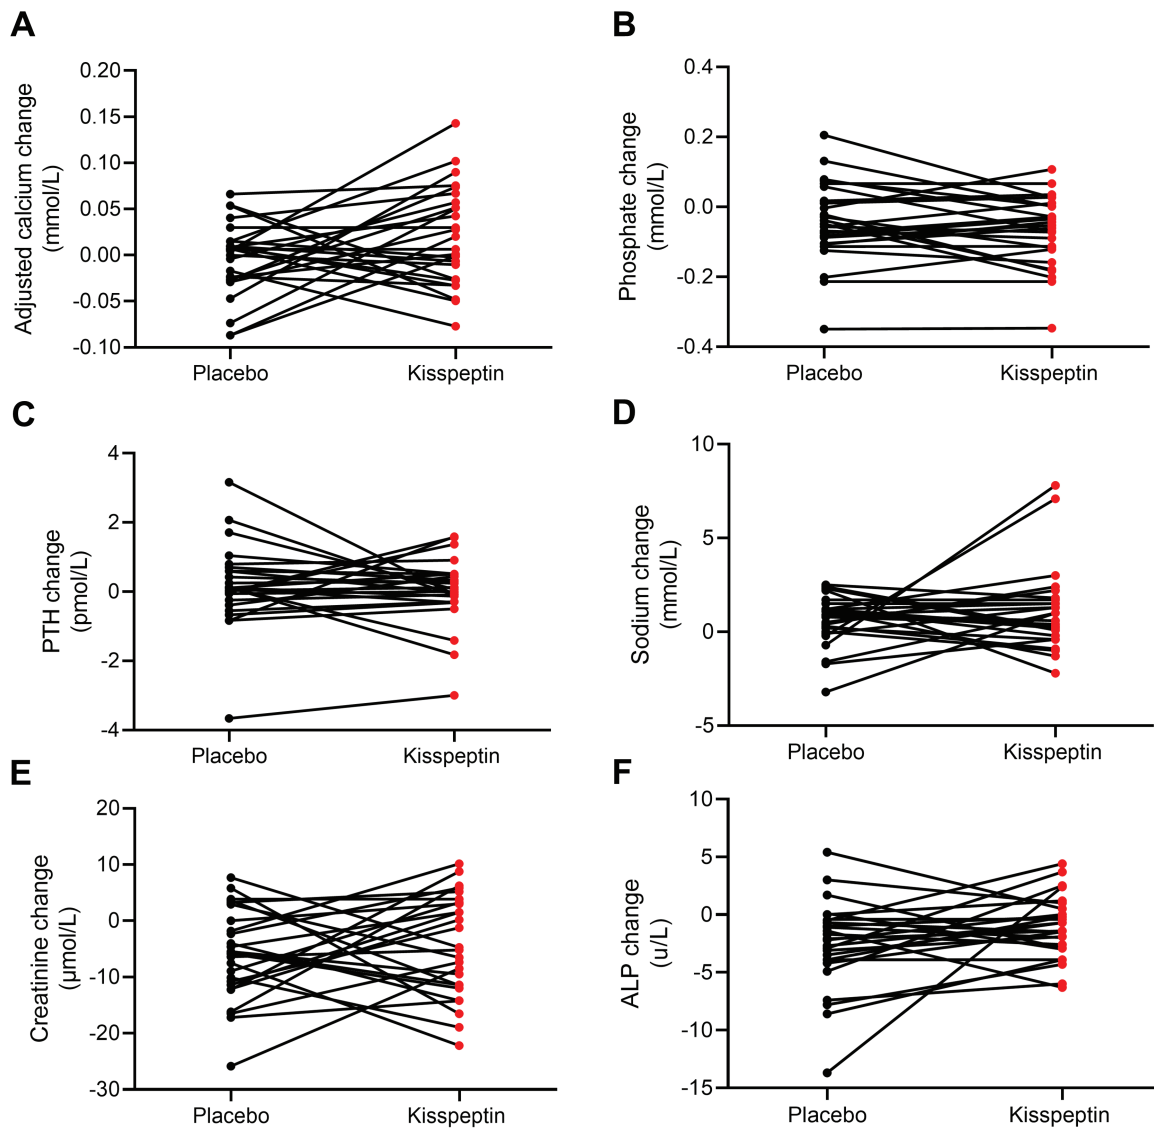 A
Adjusted calcium change
(mmol/L)
0.20
0.15
0.10
0.05
0.00
-0.05
-0.10
Placebo
Kisspeptin
B
Phosphate change
(mmol/L)
0.4
0.2
0.0
-0.2
-0.4
Placebo
Kisspeptin
C
PTH change
(pmol/L)
4
2
0
-2
-4
Placebo
Kisspeptin
D
Sodium change
(mmol/L)
10
5
0
-5
Placebo
Kisspeptin
E
Creatinine change
(μmol/L)
20
10
0
-10
-20
-30
Placebo
Kisspeptin
F
ALP change
(u/L)
10
5
0
-5
-10
-15
Placebo
Kisspeptin